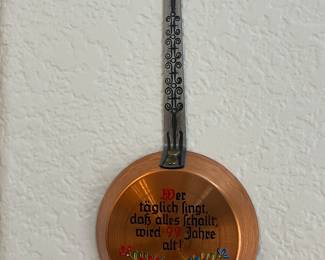 Wer
täglich singt,
daß alles schallt,
wird 99 Jahre
alt!